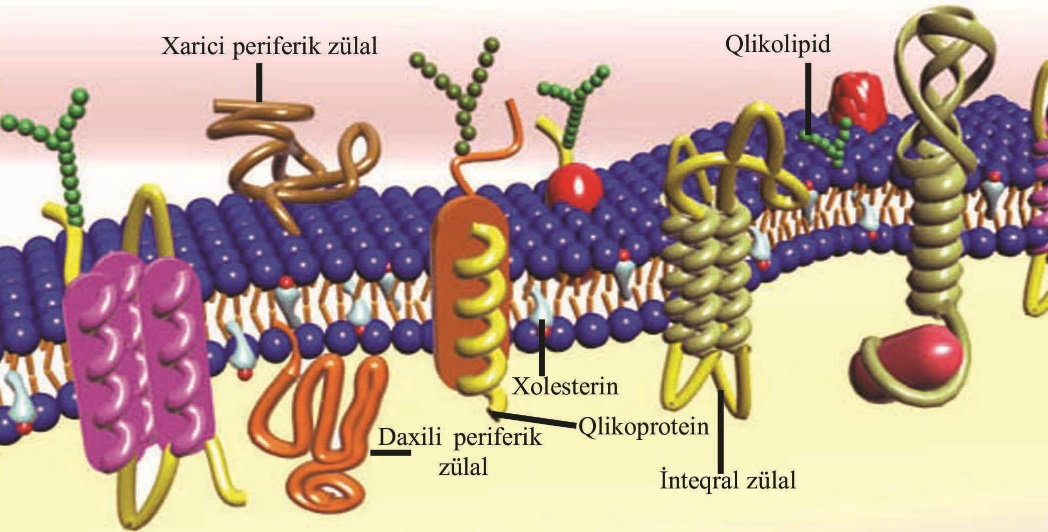 Xarici periferik zülal
Qlikolipid
Xolesterin
Qlikoprotein
Daxili periferik
zülal
İnteqral zülal